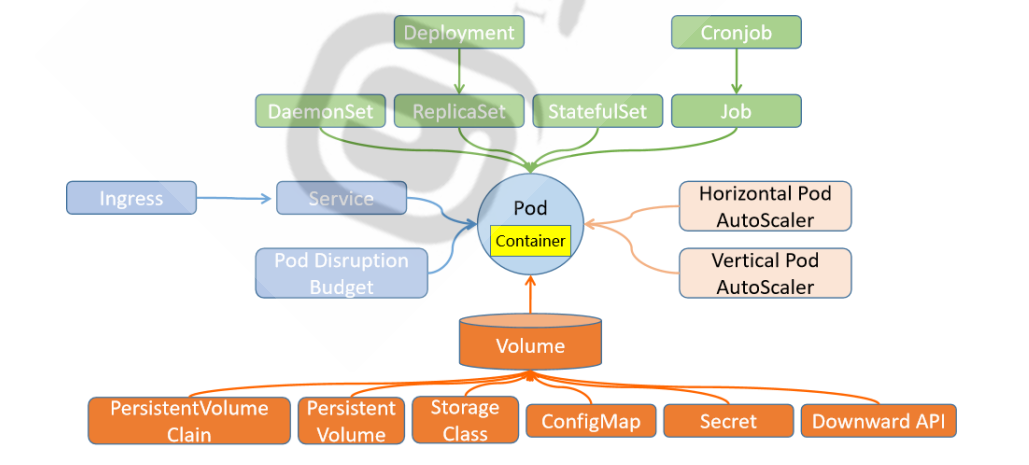 Deployment
Cronjob
DaemonSet
ReplicaSet
StatefulSet
Job
Ingress
Service
Pod
Container
Horizontal Pod
AutoScaler
Pod Disruption
Budget
Vertical Pod
AutoScaler
Volume
PersistentVolume
Clain
Persistent
Volume
Storage
Class
ConfigMap
Secret
Downward API